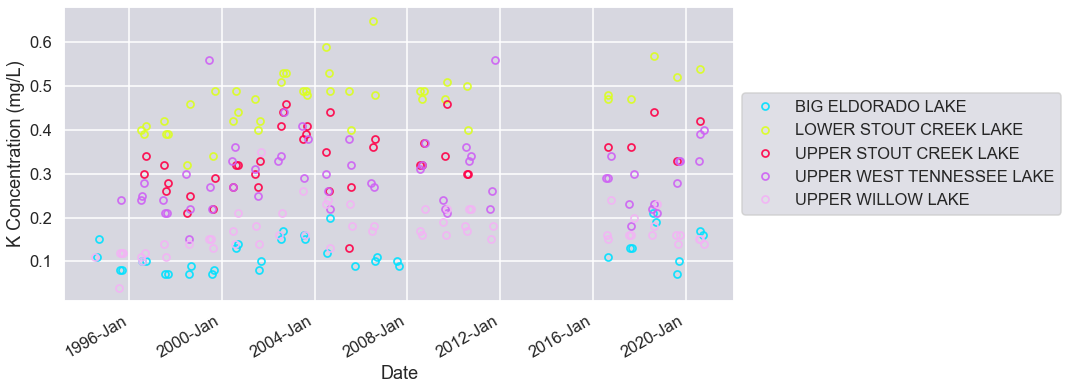 K Concentration (mg/L)
0.6
0.5
0.4
0.3
0.2
0.1
1996-Jan
2000-Jan
2004-Jan
2008-Jan
2012-Jan
2016-Jan
2020-Jan
Date
BIG ELDORADO LAKE
LOWER STOUT CREEK LAKE
UPPER STOUT CREEK LAKE
UPPER WEST TENNESSEE LAKE
UPPER WILLOW LAKE